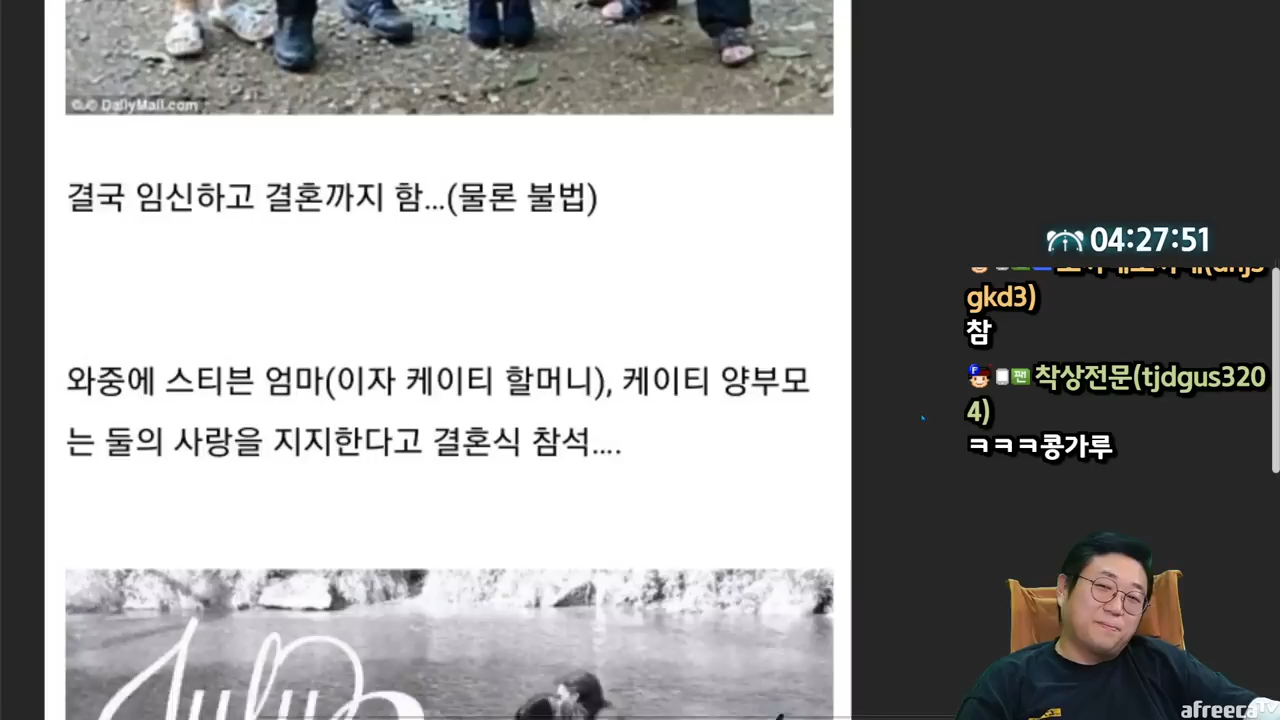 © DailyMail.com
결국 임신하고 결혼까지 함...(물론 불법)
와중에 스티븐 엄마(이자 케이티 할머니), 케이티 양부모
는 둘의 사랑을 지지한다고 결혼식 참석....
July
04:27:51
gkd3)
참
착상전문(tjdgus320
4)
ㅋㅋㅋ콩가루
afreecaTV